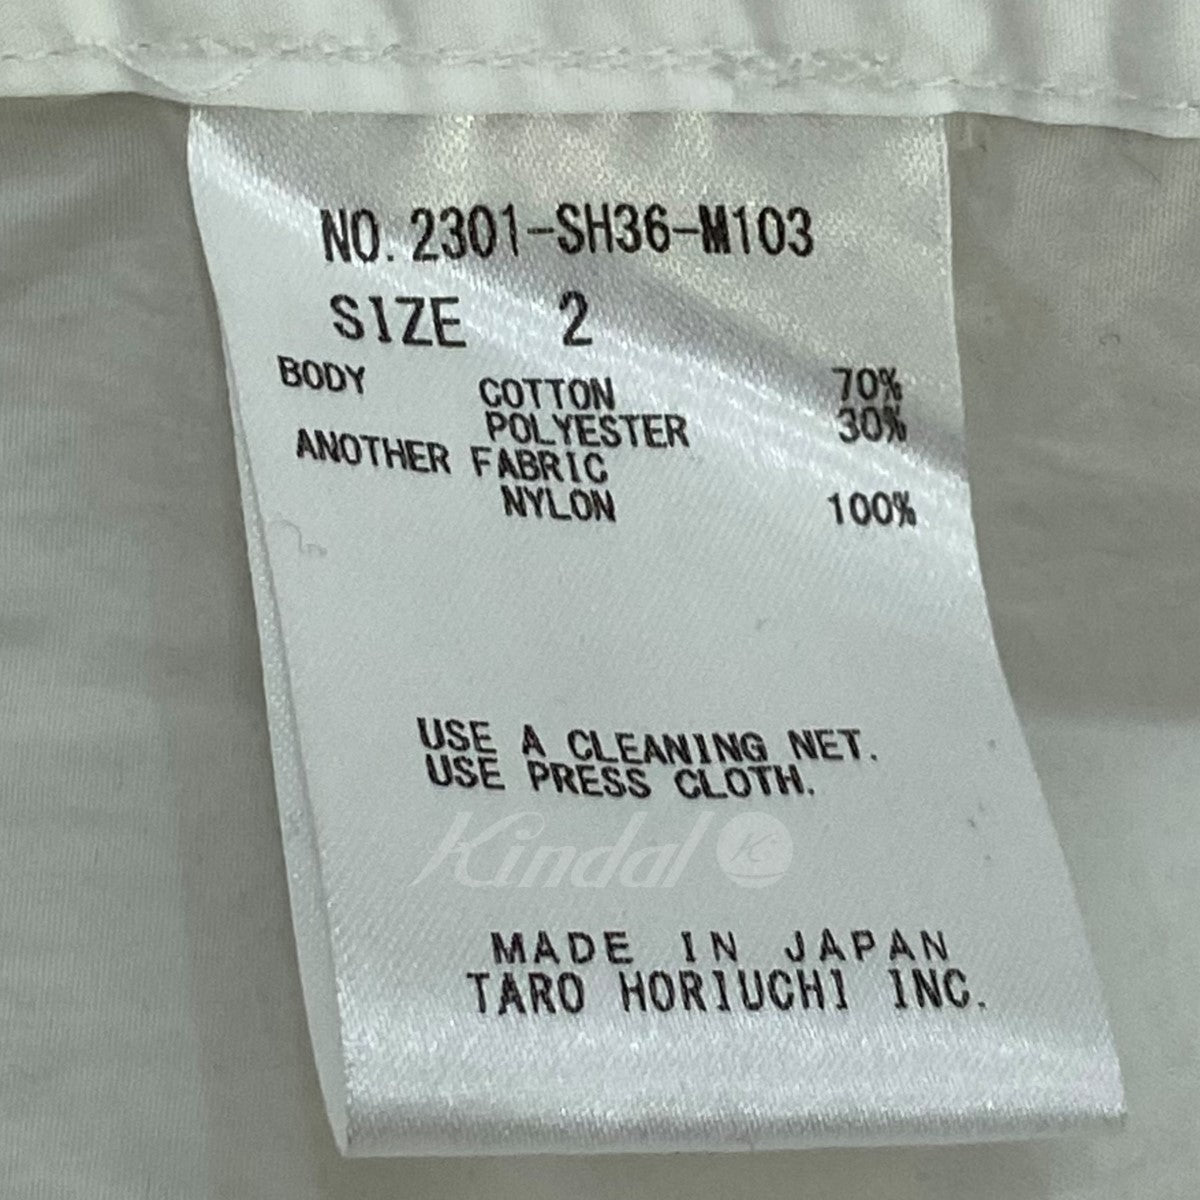 NO. 2301-SH36-M103
SIZE 2
BODY COTTON 70%
POLYESTER 30%
ANOTHER FABRIC
NYLON 100%
USE A CLEANING NET.
USE PRESS CLOTH.
Kindal KS
MADE IN JAPAN
TARO HORIUCHI INC.